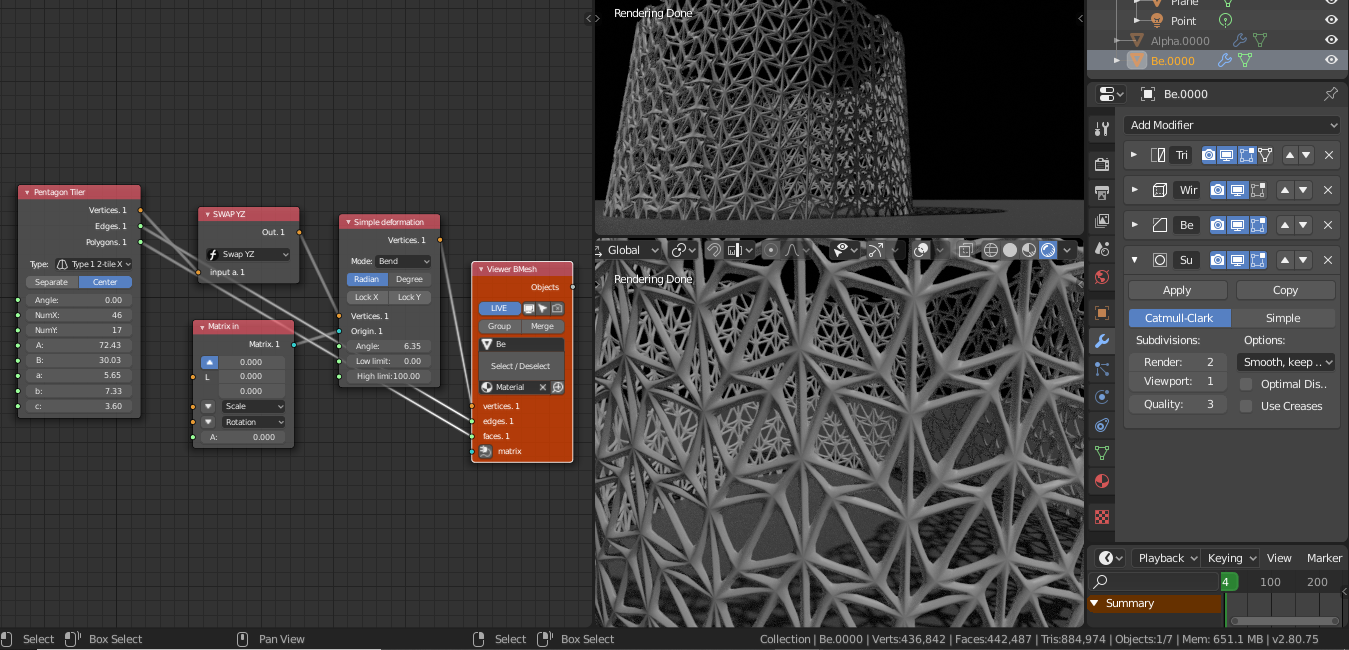 Pentagon Tiler
Vertices. 1
Edges. 1
Polygons. 1
Type:
Type 1 2-tile X
Separate
Center
Angle: 0.00
NumX: 46
NumY: 17
A: 72.43
B: 30.03
a: 5.65
b: 7.33
c: 3.60
SWAP YZ
Out. 1
Swap YZ
input a. 1
Matrix in
Matrix. 1
0.000
L 0.000
0.000
Scale
Rotation
A: 0.000
Simple deformation
Vertices. 1
Mode: Bend
Radian
Degree
Lock X
Lock Y
Vertices. 1
Origin. 1
Angle: 6.35
Low limit: 0.00
High limi:100.00
Viewer BMesh
Objects
LIVE
Group
Merge
Be
Select / Deselect
Material
vertices. 1
edges. 1
faces. 1
matrix
Rendering Done
Global
Rendering Done
Plane
Point
Alpha.0000
Be.0000
Be.0000
Add Modifier
Tri
Wir
Be
Su
Apply
Copy
Catmull-Clark
Simple
Subdivisions:
Options:
Render: 2
Smooth, keep ..
Viewport: 1
Optimal Dis..
Quality: 3
Use Creases
Playback
Keying
View
Marker
4
100
200
Summary
Select
Box Select
Pan View
Select
Box Select
Collection | Be.0000 | Verts:436,842 | Faces:442,487 | Tris:884,974 | Objects:1/7 | Mem: 651.1 MB | v2.80.75